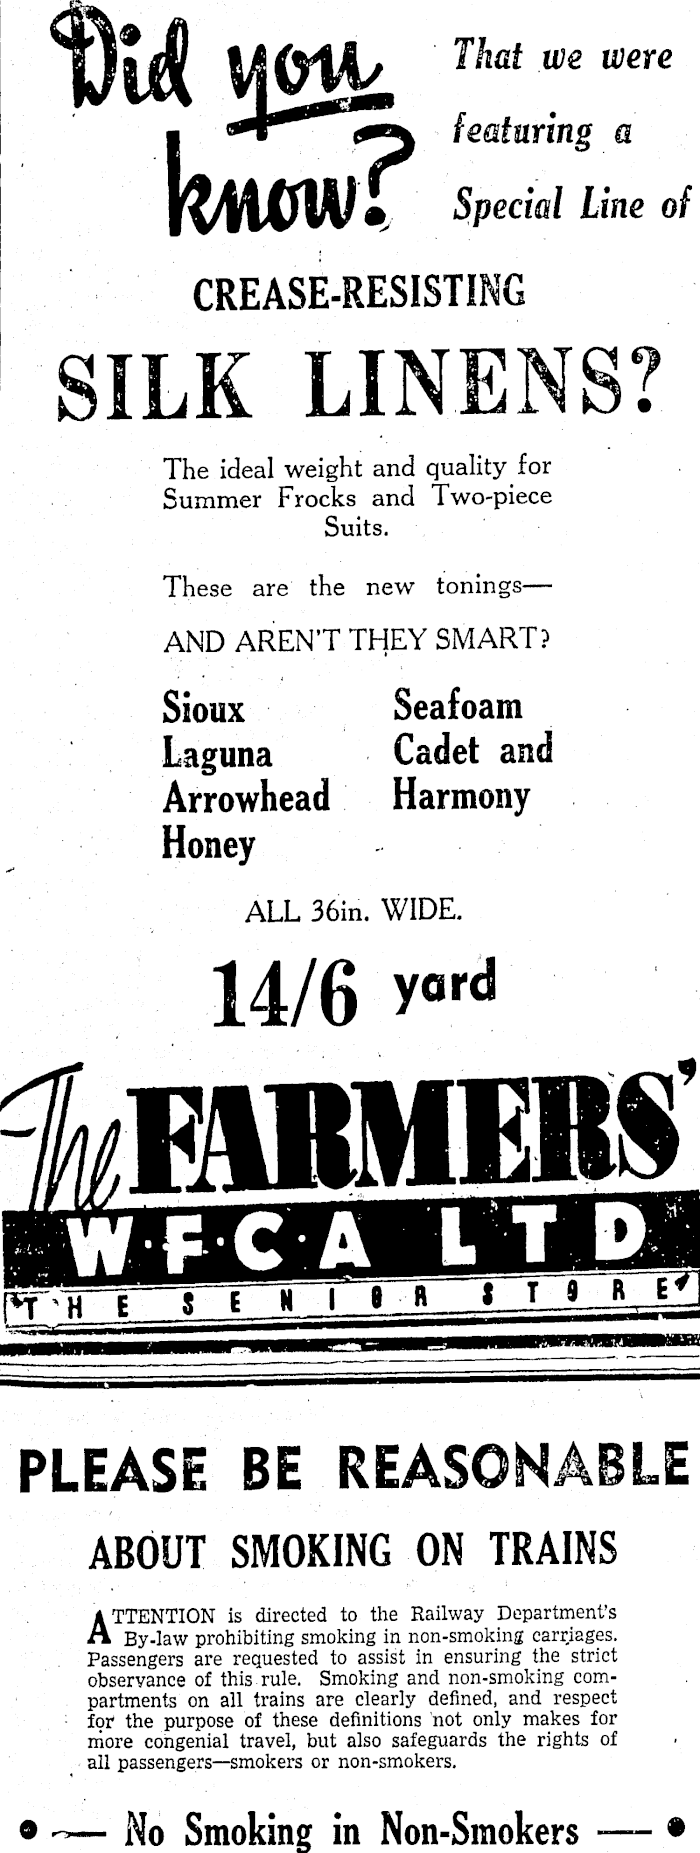 Did you
know?
That we were
featuring a
Special Line of
CREASE-RESISTING
SILK LINENS?
The ideal weight and quality for
Summer Frocks and Two-piece
Suits.
These are the new tonings—
AND AREN'T THEY SMART?
Sioux
Laguna
Arrowhead
Honey
Seafoam
Cadet and
Harmony
ALL 36in. WIDE.
14/6 yard
The FARMERS'
W·F·C·A LTD
"THE SENIOR STORE"
PLEASE BE REASONABLE
ABOUT SMOKING ON TRAINS
ATTENTION is directed to the Railway Department's
By-law prohibiting smoking in non-smoking carriages.
Passengers are requested to assist in ensuring the strict
observance of this rule. Smoking and non-smoking com-
partments on all trains are clearly defined, and respect
for the purpose of these definitions not only makes for
more congenial travel, but also safeguards the rights of
all passengers—smokers or non-smokers.
• — No Smoking in Non-Smokers — •